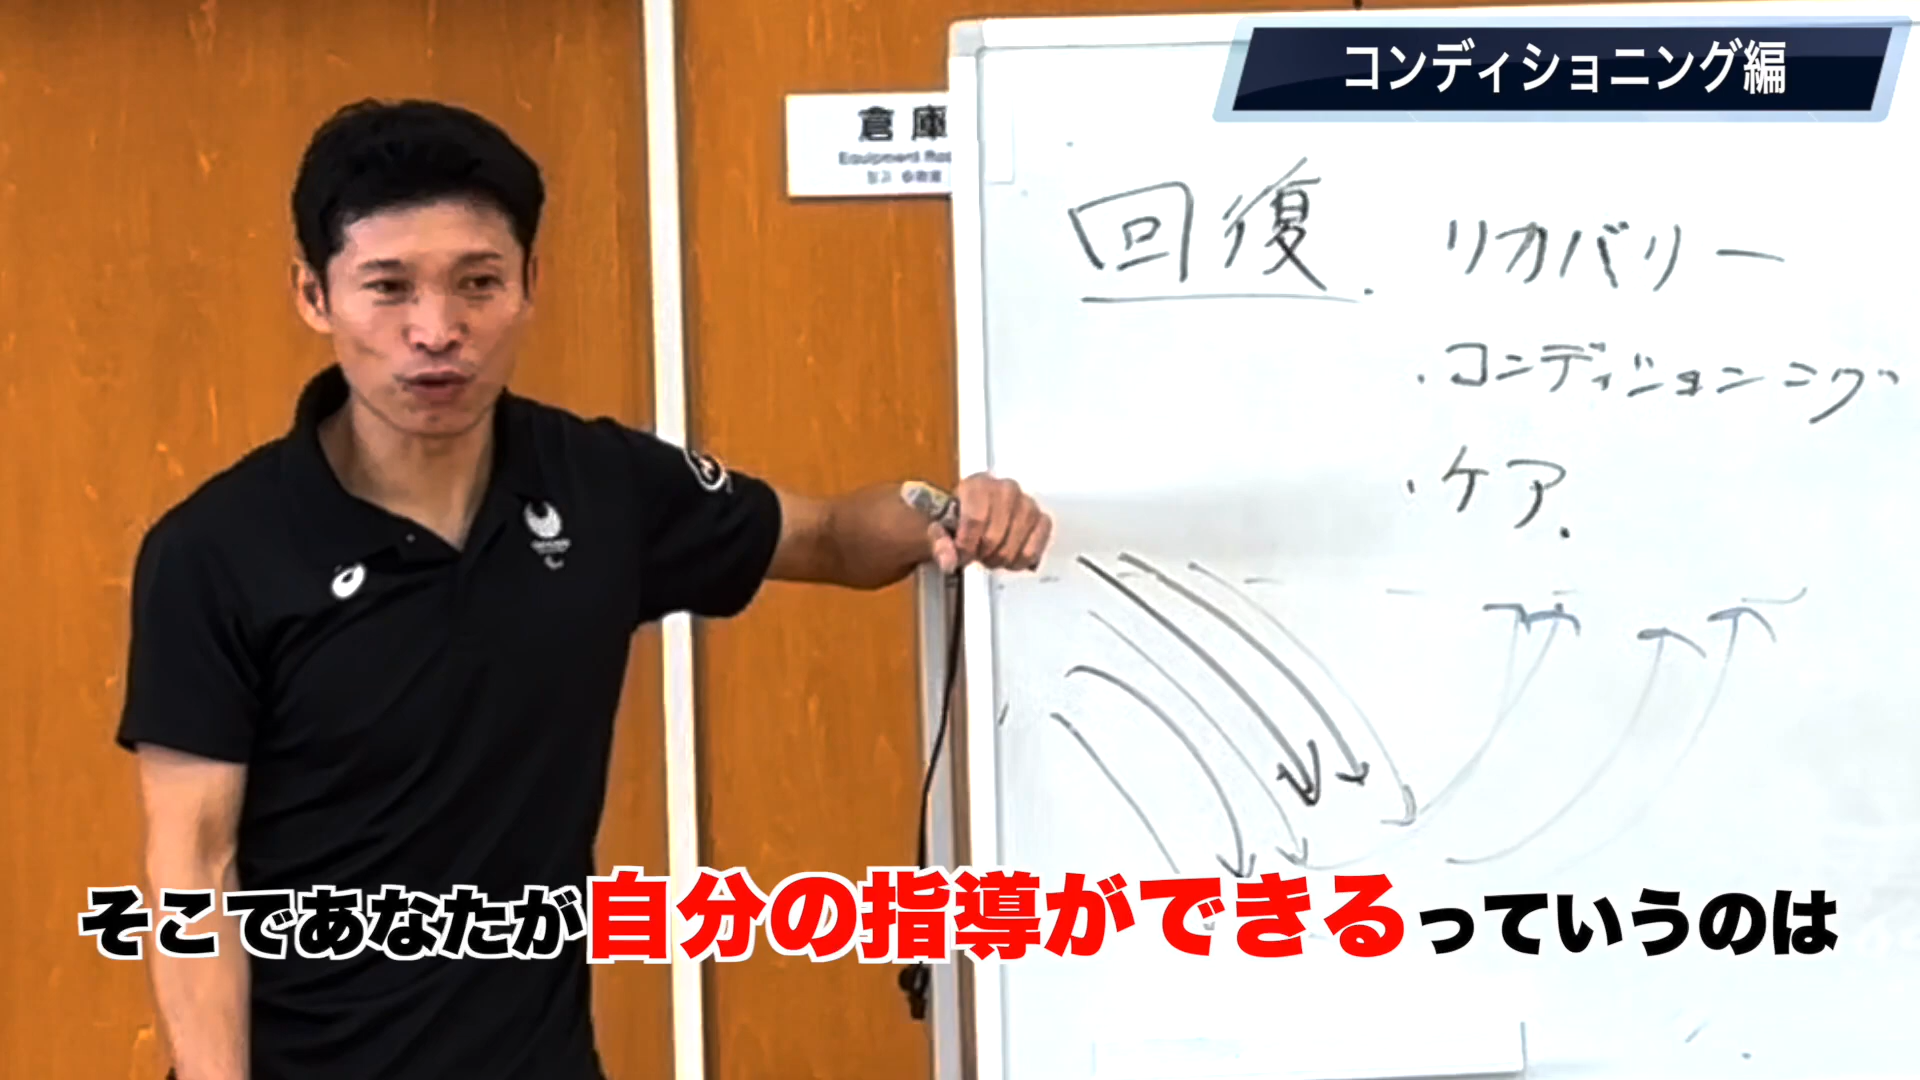 コンディショニング編
倉庫
Equipment
回復.
リカバリー
・コンディショニング
・ケア.
そこであなたが自分の指導ができるっていうのは